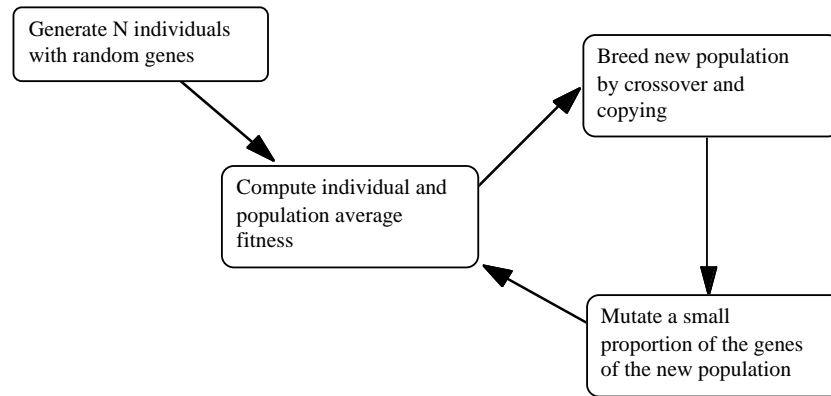 Generate N individuals
with random genes
Breed new population
by crossover and
copying
Compute individual and
population average
fitness
Mutate a small
proportion of the genes
of the new population